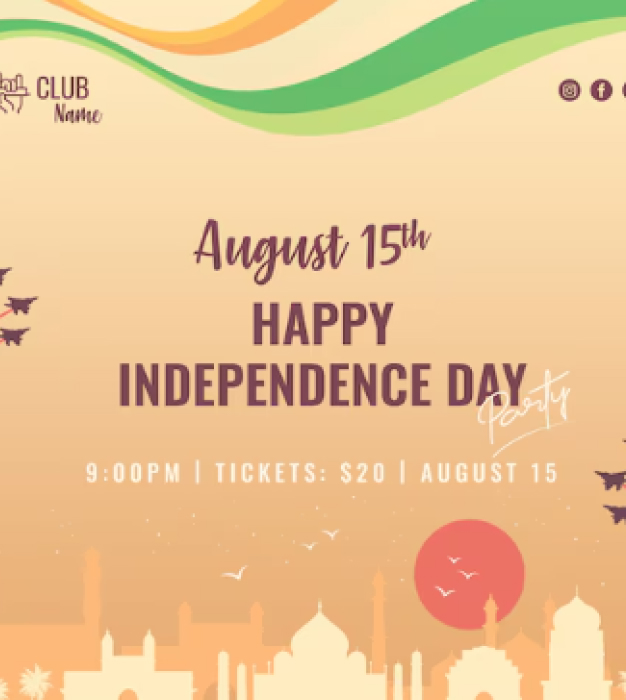 CLUB
Name
August 15th
HAPPY
INDEPENDENCE DAY
Party
9:00PM | TICKETS: $20 | AUGUST 15